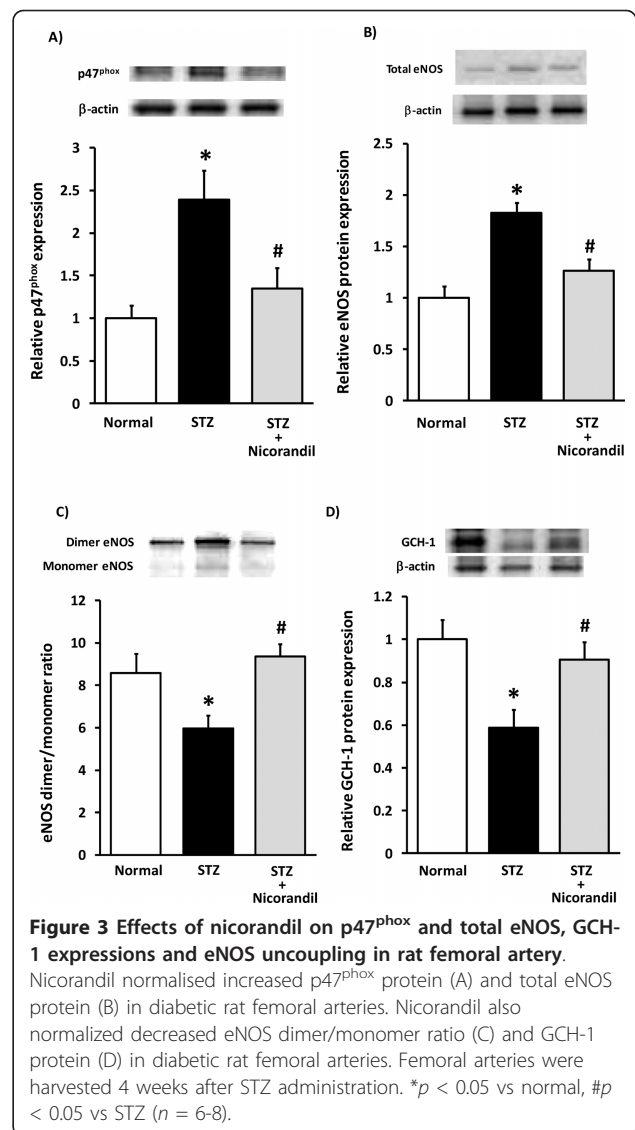 A)
p47phox
β-actin
3
2.5
2
1.5
1
0.5
0
Relative p47phox expression
*
#
Normal
STZ
STZ
+
Nicorandil
B)
Total eNOS
β-actin
2.5
2
1.5
1
0.5
0
Relative eNOS protein expression
*
#
Normal
STZ
STZ
+
Nicorandil
C)
Dimer eNOS
Monomer eNOS
12
10
8
6
4
2
0
eNOS dimer/monomer ratio
*
#
Normal
STZ
STZ
+
Nicorandil
D)
GCH-1
β-actin
1.2
1
0.8
0.6
0.4
0.2
0
Relative GCH-1 protein expression
*
#
Normal
STZ
STZ
+
Nicorandil
Figure 3 Effects of nicorandil on p47phox and total eNOS, GCH-
1 expressions and eNOS uncoupling in rat femoral artery.
Nicorandil normalised increased p47phox protein (A) and total eNOS
protein (B) in diabetic rat femoral arteries. Nicorandil also
normalized decreased eNOS dimer/monomer ratio (C) and GCH-1
protein (D) in diabetic rat femoral arteries. Femoral arteries were
harvested 4 weeks after STZ administration. *p < 0.05 vs normal, #p
< 0.05 vs STZ (n = 6-8).